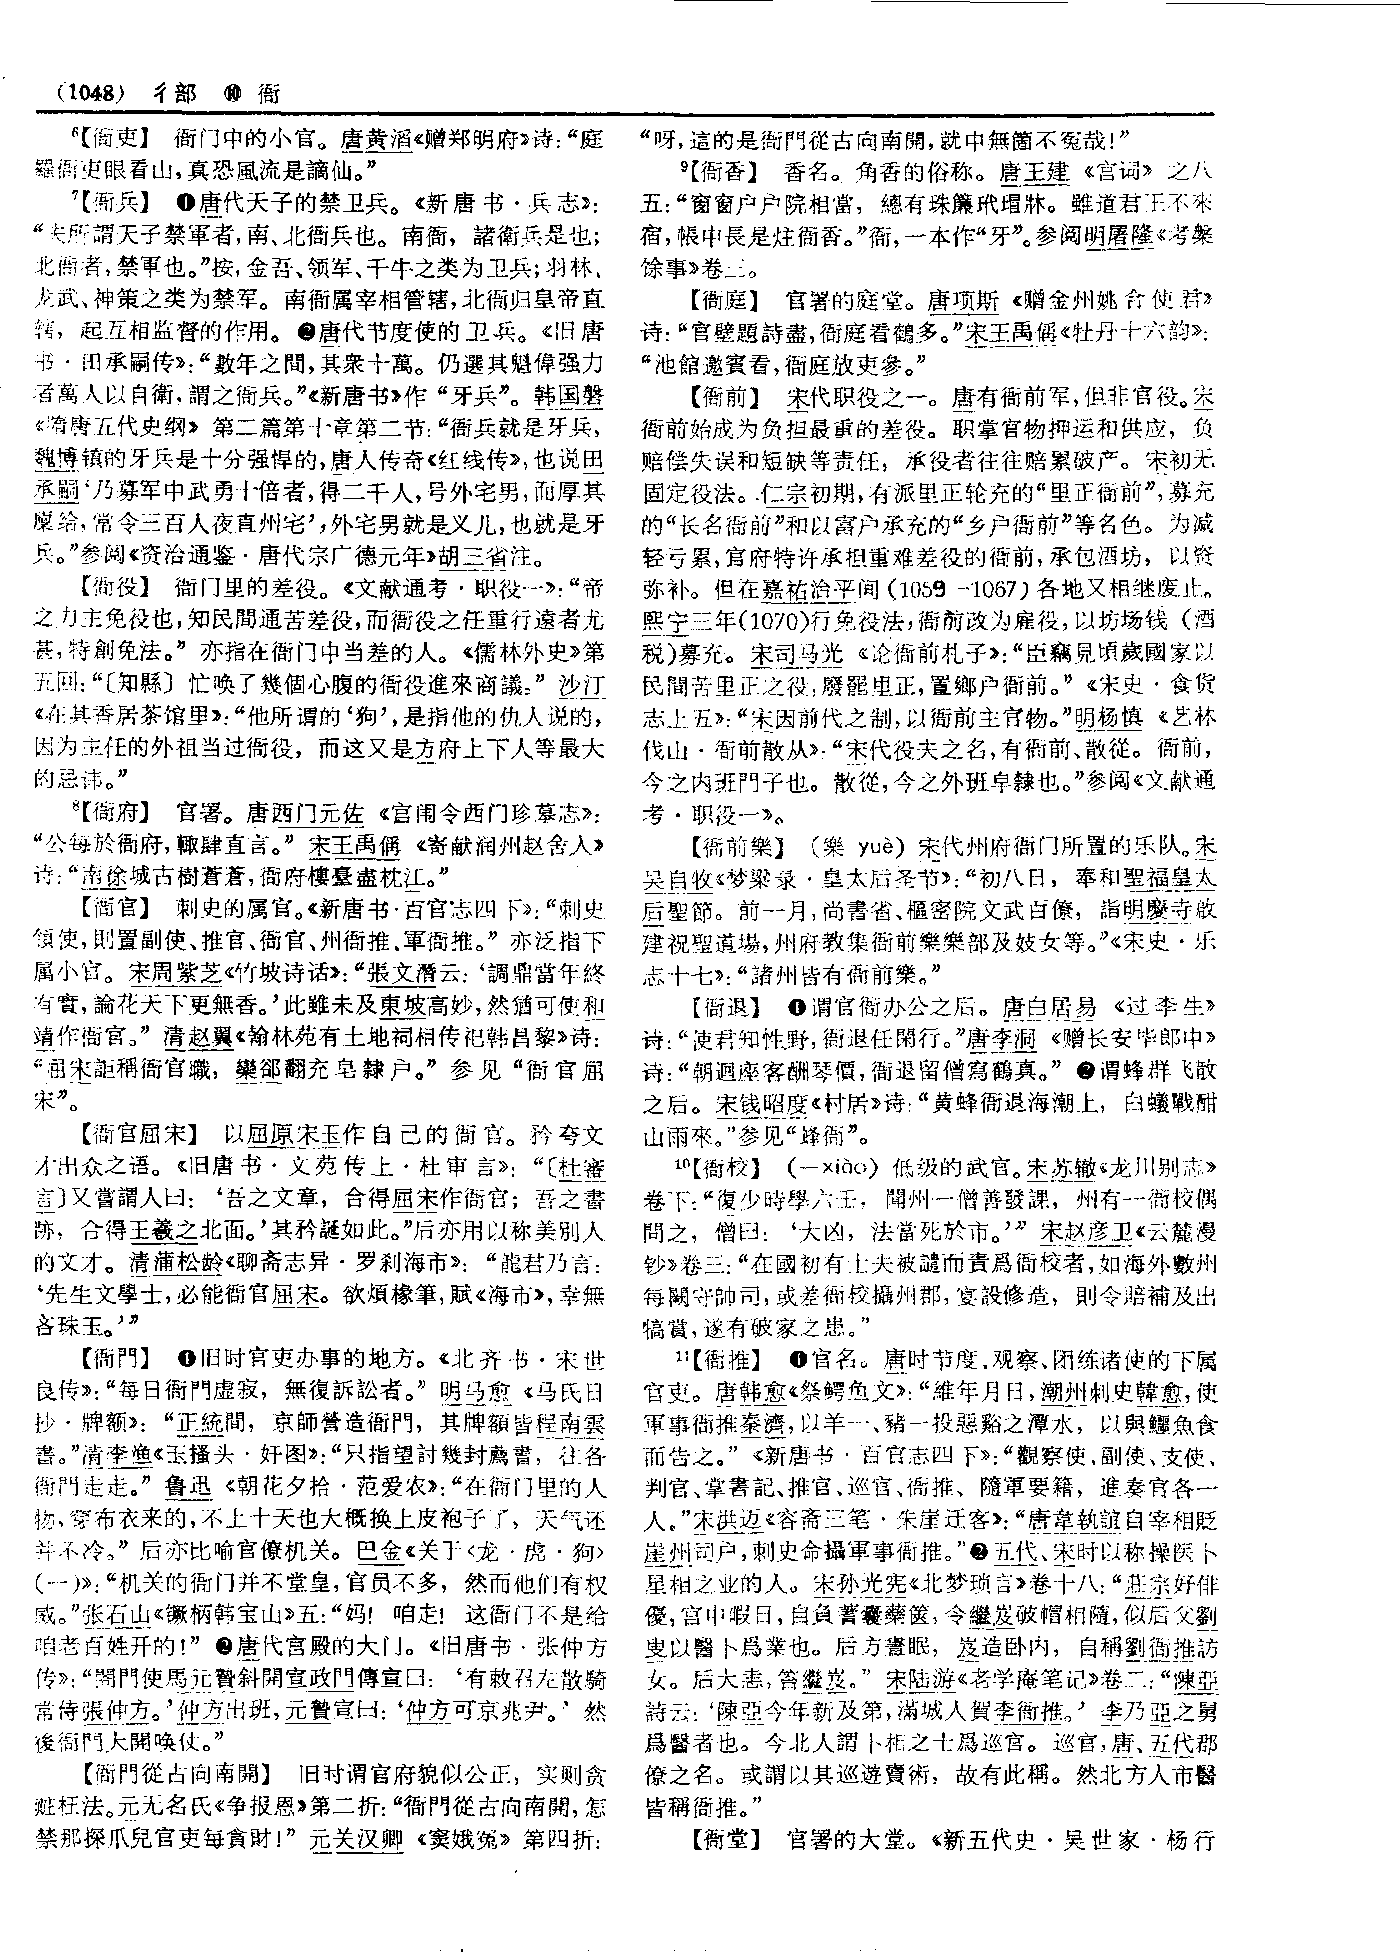 (1048) 彳部 ⑩ 衙
⁶【衙吏】 衙门中的小官。唐黄滔《赠郑明府》诗：“庭
羅衙吏眼看山，真恐風流是謫仙。”
⁷【衙兵】 ❶唐代天子的禁卫兵。《新唐书·兵志》：
“夫所謂天子禁軍者，南、北衙兵也。南衙，諸衛兵是也；
北衙者，禁軍也。”按，金吾、领军、千牛之类为卫兵；羽林、
龙武、神策之类为禁军。南衙属宰相管辖，北衙归皇帝直
辖，起互相监督的作用。❷唐代节度使的卫兵。《旧唐
书·田承嗣传》：“數年之間，其衆十萬。仍選其魁偉强力
者萬人以自衛，謂之衙兵。”《新唐书》作“牙兵”。韩国磐
《隋唐五代史纲》第二篇第十章第二节：“衙兵就是牙兵，
魏博镇的牙兵是十分强悍的，唐人传奇《红线传》，也说田
承嗣‘乃募军中武勇十倍者，得二千人，号外宅男，而厚其
廪给，常令三百人夜直州宅’，外宅男就是义儿，也就是牙
兵。”参阅《资治通鉴·唐代宗广德元年》胡三省注。
【衙役】 衙门里的差役。《文献通考·职役一》：“帝
之力主免役也，知民間通苦差役，而衙役之任重行遠者尤
甚，特創免法。”亦指在衙门中当差的人。《儒林外史》第
五回：“〔知縣〕忙唤了幾個心腹的衙役進來商議：”沙汀
《在其香居茶馆里》：“他所谓的‘狗’，是指他的仇人说的，
因为主任的外祖当过衙役，而这又是方府上下人等最大
的忌讳。”
⁸【衙府】 官署。唐西门元佐《宫闱令西门珍墓志》：
“公每於衙府，輒肆直言。”宋王禹偁《寄献润州赵舍人》
诗：“南徐城古樹蒼蒼，衙府樓臺盡枕江。”
【衙官】 刺史的属官。《新唐书·百官志四下》：“刺史
領使，則置副使、推官、衙官、州衙推、軍衙推。”亦泛指下
属小官。宋周紫芝《竹坡诗话》：“張文潛云：‘調鼎當年終
有實，論花天下更無香。’此雖未及東坡高妙，然猶可使和
靖作衙官。”清赵翼《翰林苑有土地祠相传祀韩昌黎》诗：
“屈宋詎稱衙官職，欒郤翻充皂隸户。”参见“衙官屈
宋”。
【衙官屈宋】 以屈原宋玉作自己的衙官。矜夸文
才出众之语。《旧唐书·文苑传上·杜审言》：“〔杜審
言〕又嘗謂人曰：‘吾之文章，合得屈宋作衙官；吾之書
跡，合得王羲之北面。’其矜誕如此。”后亦用以称美别人
的文才。清蒲松龄《聊斋志异·罗刹海市》：“龍君乃言：
‘先生文學士，必能衙官屈宋。欲煩椽筆，賦《海市》，幸無
吝珠玉。’”
【衙門】 ❶旧时官吏办事的地方。《北齐书·宋世
良传》：“每日衙門虚寂，無復訴訟者。”明马愈《马氏日
抄·牌额》：“正統間，京師營造衙門，其牌額皆程南雲
書。”清李渔《玉搔头·奸图》：“只指望討幾封薦書，往各
衙門走走。”鲁迅《朝花夕拾·范爱农》：“在衙门里的人
物，穿布衣来的，不上十天也大概换上皮袍子了，天气还
并不冷。”后亦比喻官僚机关。巴金《关于〈龙·虎·狗〉
(一)》：“机关的衙门并不堂皇，官员不多，然而他们有权
威。”张石山《镢柄韩宝山》五：“妈！咱走！这衙门不是给
咱老百姓开的！”❷唐代宫殿的大门。《旧唐书·张仲方
传》：“閤門使馬元贄斜開宣政門傳宣曰：‘有敕召左散騎
常侍張仲方。’仲方出班，元贄宣曰：‘仲方可京兆尹。’然
後衙門大開唤仗。”
【衙門從古向南開】 旧时谓官府貌似公正，实则贪
赃枉法。元无名氏《争报恩》第二折：“衙門從古向南開，怎
禁那探爪兒官吏每貪財！”元关汉卿《窦娥冤》第四折：
“呀，這的是衙門從古向南開，就中無箇不冤哉！”
⁹【衙香】 香名。角香的俗称。唐王建《宫词》之八
五：“窗窗户户院相當，總有珠簾玳瑁牀。雖道君王不來
宿，帳中長是炷衙香。”衙，一本作“牙”。参阅明屠隆《考槃
馀事》卷三。
【衙庭】 官署的庭堂。唐项斯《赠金州姚合使君》
诗：“官壁題詩盡，衙庭看鶴多。”宋王禹偁《牡丹十六韵》：
“池館邀賓看，衙庭放吏參。”
【衙前】 宋代职役之一。唐有衙前军，但非官役。宋
衙前始成为负担最重的差役。职掌官物押运和供应，负
赔偿失误和短缺等责任，承役者往往赔累破产。宋初无
固定役法。仁宗初期，有派里正轮充的“里正衙前”，募充
的“长名衙前”和以富户承充的“乡户衙前”等名色。为减
轻亏累，官府特许承担重难差役的衙前，承包酒坊，以资
弥补。但在嘉祐治平间(1059-1067)各地又相继废止。
熙宁三年(1070)行免役法，衙前改为雇役，以坊场钱（酒
税)募充。宋司马光《论衙前札子》：“臣竊見頃歲國家以
民間苦里正之役，廢罷里正，置鄉户衙前。”《宋史·食货
志上五》：“宋因前代之制，以衙前主官物。”明杨慎《艺林
伐山·衙前散从》：“宋代役夫之名，有衙前、散從。衙前，
今之内班門子也。散從，今之外班皁隸也。”参阅《文献通
考·职役一》。
【衙前樂】（樂 yuè）宋代州府衙门所置的乐队。宋
吴自牧《梦粱录·皇太后圣节》：“初八日，奉和聖福皇太
后聖節。前一月，尚書省、樞密院文武百僚，詣明慶寺啟
建祝聖道場，州府教集衙前樂樂部及妓女等。”《宋史·乐
志十七》：“諸州皆有衙前樂。”
【衙退】 ❶谓官衙办公之后。唐白居易《过李生》
诗：“使君知性野，衙退任閑行。”唐李洞《赠长安毕郎中》
诗：“朝迴座客酬琴價，衙退留僧寫鶴真。”❷谓蜂群飞散
之后。宋钱昭度《村居》诗：“黄蜂衙退海潮上，白蟻戰酣
山雨來。”参见“蜂衙”。
¹⁰【衙校】（—xiào）低级的武官。宋苏辙《龙川别志》
卷下：“復少時學六壬，聞州一僧善發課，州有一衙校偶
問之，僧曰：‘大凶，法當死於市。’”宋赵彦卫《云麓漫
钞》卷三：“在國初有士夫被譴而責爲衙校者，如海外數州
每闕守帥司，或差衙校攝州郡，宴設修造，則令賠補及出
犒賞，遂有破家之患。”
¹¹【衙推】 ❶官名。唐时节度、观察、团练诸使的下属
官吏。唐韩愈《祭鳄鱼文》：“維年月日，潮州刺史韓愈，使
軍事衙推秦濟，以羊一、豬一投惡谿之潭水，以與鱷魚食
而告之。”《新唐书·百官志四下》：“觀察使、副使、支使、
判官、掌書記、推官、巡官、衙推、隨軍要籍，進奏官各一
人。”宋洪迈《容斋三笔·朱崖迁客》：“唐韋執誼自宰相貶
崖州司户，刺史命攝軍事衙推。”❷五代、宋时以称操医卜
星相之业的人。宋孙光宪《北梦琐言》卷十八：“莊宗好俳
優，宫中暇日，自負蓍囊藥篋，令繼岌破帽相隨，似后父劉
叟以醫卜爲業也。后方晝眠，岌造卧内，自稱劉衙推訪
女。后大恚，笞繼岌。”宋陆游《老学庵笔记》卷二：“陳亞
詩云：‘陳亞今年新及第，滿城人賀李衙推。’李乃亞之舅
爲醫者也。今北人謂卜相之士爲巡官。巡官，唐、五代郡
僚之名。或謂以其巡遊賣術，故有此稱。然北方人市醫
皆稱衙推。”
【衙堂】 官署的大堂。《新五代史·吴世家·杨行